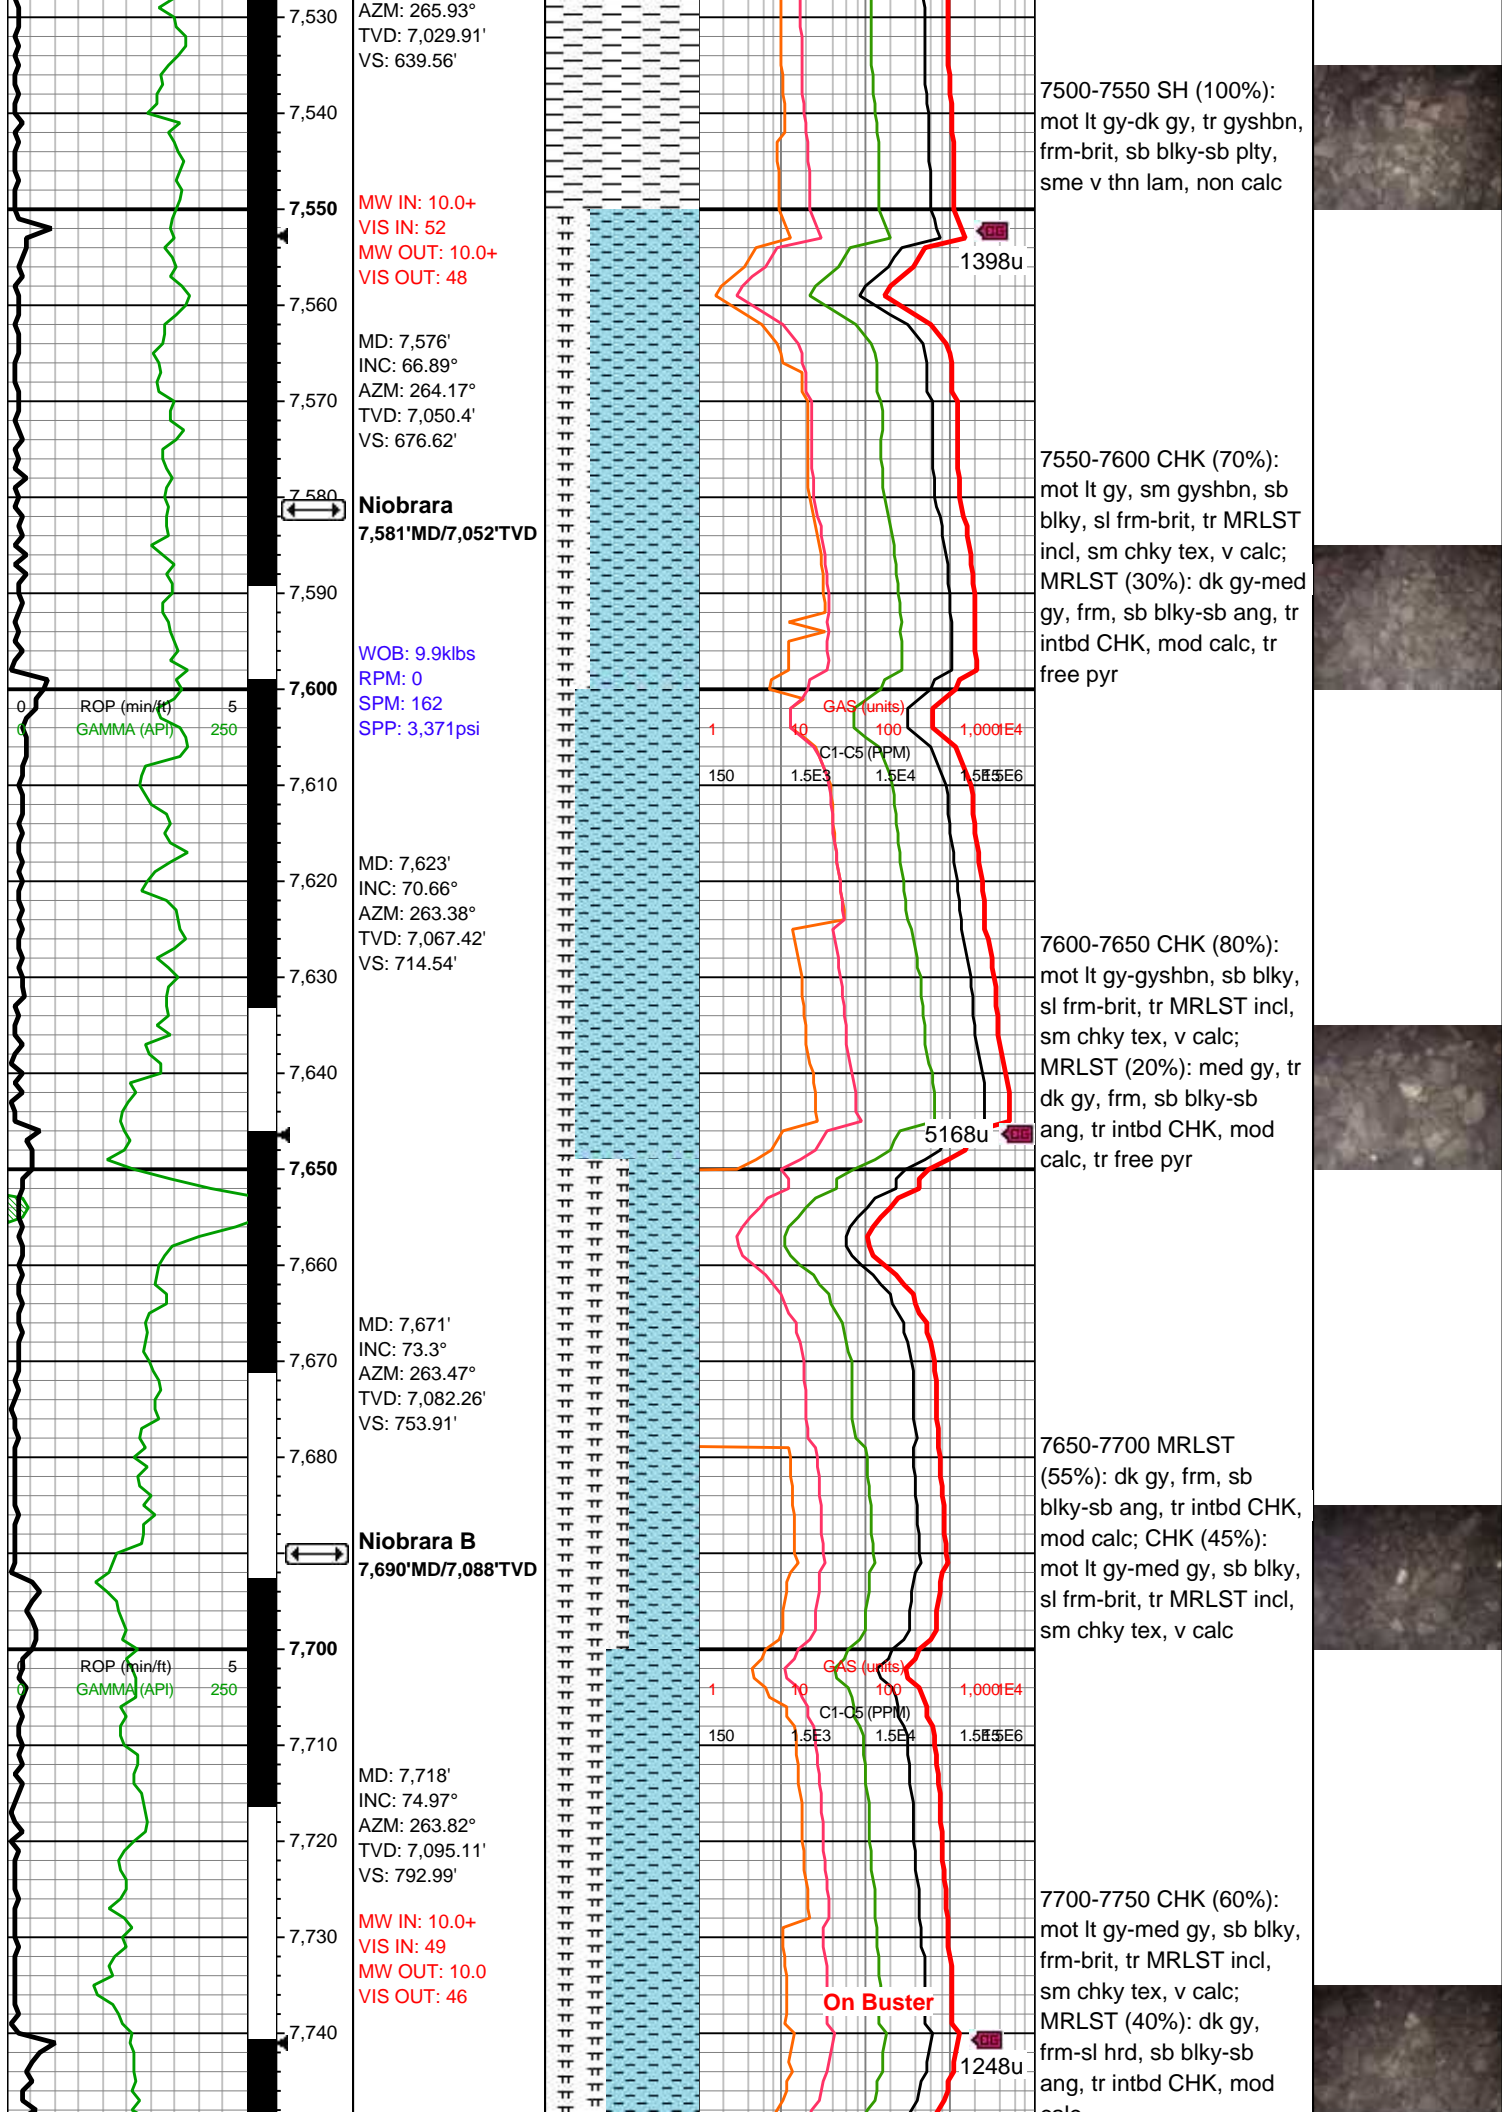 7,530
AZM: 265.93°
TVD: 7,029.91'
VS: 639.56'
7,540
7500-7550 SH (100%):
mot lt gy-dk gy, tr gyshbn,
frm-brit, sb blky-sb plty,
sme v thn lam, non calc
7,550
MW IN: 10.0+
VIS IN: 52
MW OUT: 10.0+
VIS OUT: 48
CG
1398u
7,560
MD: 7,576'
INC: 66.89°
AZM: 264.17°
TVD: 7,050.4'
VS: 676.62'
7,570
7,580
Niobrara
7,581'MD/7,052'TVD
7550-7600 CHK (70%):
mot lt gy, sm gyshbn, sb
blky, sl frm-brit, tr MRLST
incl, sm chky tex, v calc;
MRLST (30%): dk gy-med
gy, frm, sb blky-sb ang, tr
intbd CHK, mod calc, tr
free pyr
7,590
WOB: 9.9klbs
RPM: 0
SPM: 162
SPP: 3,371psi
7,600
0 ROP (min/ft) 5
0 GAMMA (API) 250
GAS (units)
1 10 100 1,000 1E4
C1-C5 (PPM)
150 1.5E3 1.5E4 1.5E5 1.5E6
7,610
MD: 7,623'
INC: 70.66°
AZM: 263.38°
TVD: 7,067.42'
VS: 714.54'
7,620
7,630
7600-7650 CHK (80%):
mot lt gy-gyshbn, sb blky,
sl frm-brit, tr MRLST incl,
sm chky tex, v calc;
MRLST (20%): med gy, tr
dk gy, frm, sb blky-sb
ang, tr intbd CHK, mod
calc, tr free pyr
7,640
5168u CG
7,650
7,660
MD: 7,671'
INC: 73.3°
AZM: 263.47°
TVD: 7,082.26'
VS: 753.91'
7,670
7,680
7650-7700 MRLST
(55%): dk gy, frm, sb
blky-sb ang, tr intbd CHK,
mod calc; CHK (45%):
mot lt gy-med gy, sb blky,
sl frm-brit, tr MRLST incl,
sm chky tex, v calc
Niobrara B
7,690'MD/7,088'TVD
7,700
0 ROP (min/ft) 5
0 GAMMA (API) 250
GAS (units)
1 10 100 1,000 1E4
C1-C5 (PPM)
150 1.5E3 1.5E4 1.5E5 1.5E6
7,710
MD: 7,718'
INC: 74.97°
AZM: 263.82°
TVD: 7,095.11'
VS: 792.99'
7,720
MW IN: 10.0+
VIS IN: 49
MW OUT: 10.0
VIS OUT: 46
7,730
7700-7750 CHK (60%):
mot lt gy-med gy, sb blky,
frm-brit, tr MRLST incl,
sm chky tex, v calc;
MRLST (40%): dk gy,
frm-sl hrd, sb blky-sb
ang, tr intbd CHK, mod
calc
On Buster
7,740
CG
1248u